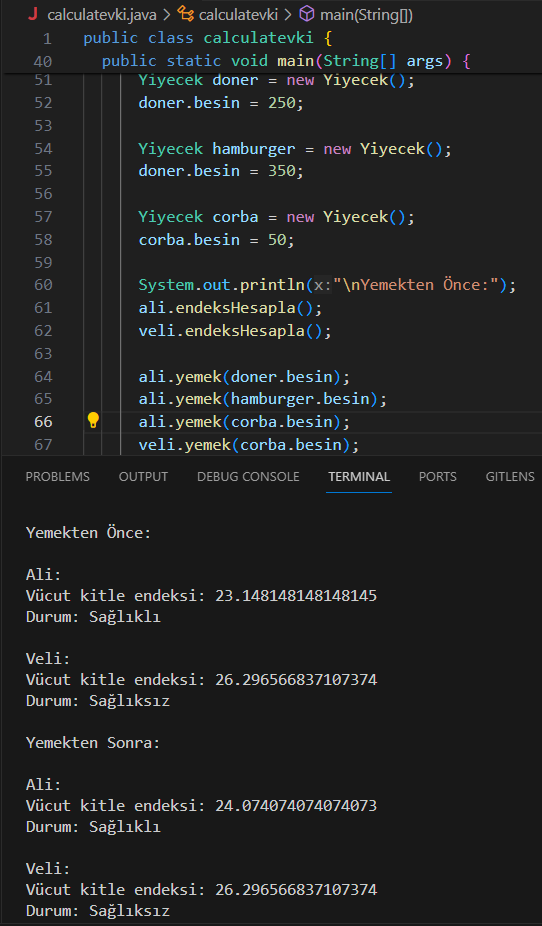 calculatevki.java > calculatevki > main(String[])
1 public class calculatevki {
40 public static void main(String[] args) {
51 Yiyecek doner = new Yiyecek();
52 doner.besin = 250;
53
54 Yiyecek hamburger = new Yiyecek();
55 doner.besin = 350;
56
57 Yiyecek corba = new Yiyecek();
58 corba.besin = 50;
59
60 System.out.println(x:"\nYemekten Önce:");
61 ali.endeksHesapla();
62 veli.endeksHesapla();
63
64 ali.yemek(doner.besin);
65 ali.yemek(hamburger.besin);
66 ali.yemek(corba.besin);
67 veli.yemek(corba.besin);
PROBLEMS OUTPUT DEBUG CONSOLE TERMINAL PORTS GITLENS
Yemekten Önce:
Ali:
Vücut kitle endeksi: 23.148148148148145
Durum: Sağlıklı
Veli:
Vücut kitle endeksi: 26.296566837107374
Durum: Sağlıksız
Yemekten Sonra:
Ali:
Vücut kitle endeksi: 24.074074074074073
Durum: Sağlıklı
Veli:
Vücut kitle endeksi: 26.296566837107374
Durum: Sağlıksız